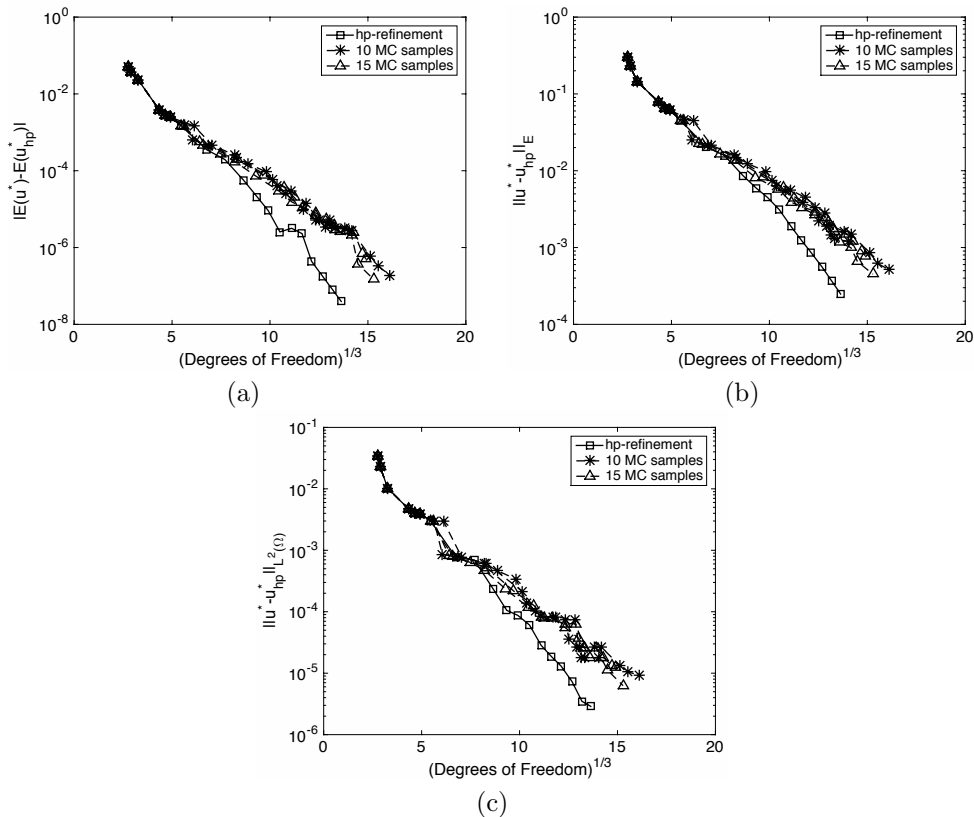 10^0
10^-2
10^-4
10^-6
10^-8
|E(u*)-E(u*_hp)|
0 5 10 15 20
(Degrees of Freedom)^1/3
hp-refinement
10 MC samples
15 MC samples
(a)
10^0
10^-1
10^-2
10^-3
10^-4
||u*-u*_hp||_E
0 5 10 15 20
(Degrees of Freedom)^1/3
hp-refinement
10 MC samples
15 MC samples
(b)
10^-1
10^-2
10^-3
10^-4
10^-5
10^-6
||u*-u*_hp||_L^2(Ω)
0 5 10 15 20
(Degrees of Freedom)^1/3
hp-refinement
10 MC samples
15 MC samples
(c)